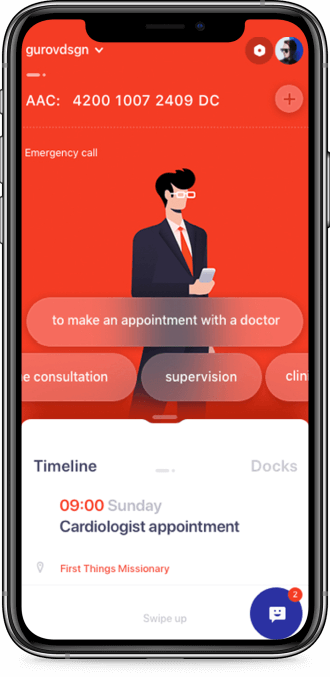 gurovdsgn
AAC: 4200 1007 2409 DC
Emergency call
to make an appointment with a doctor
e consultation
supervision
clini
Timeline
Docks
09:00 Sunday
Cardiologist appointment
First Things Missionary
2
Swipe up